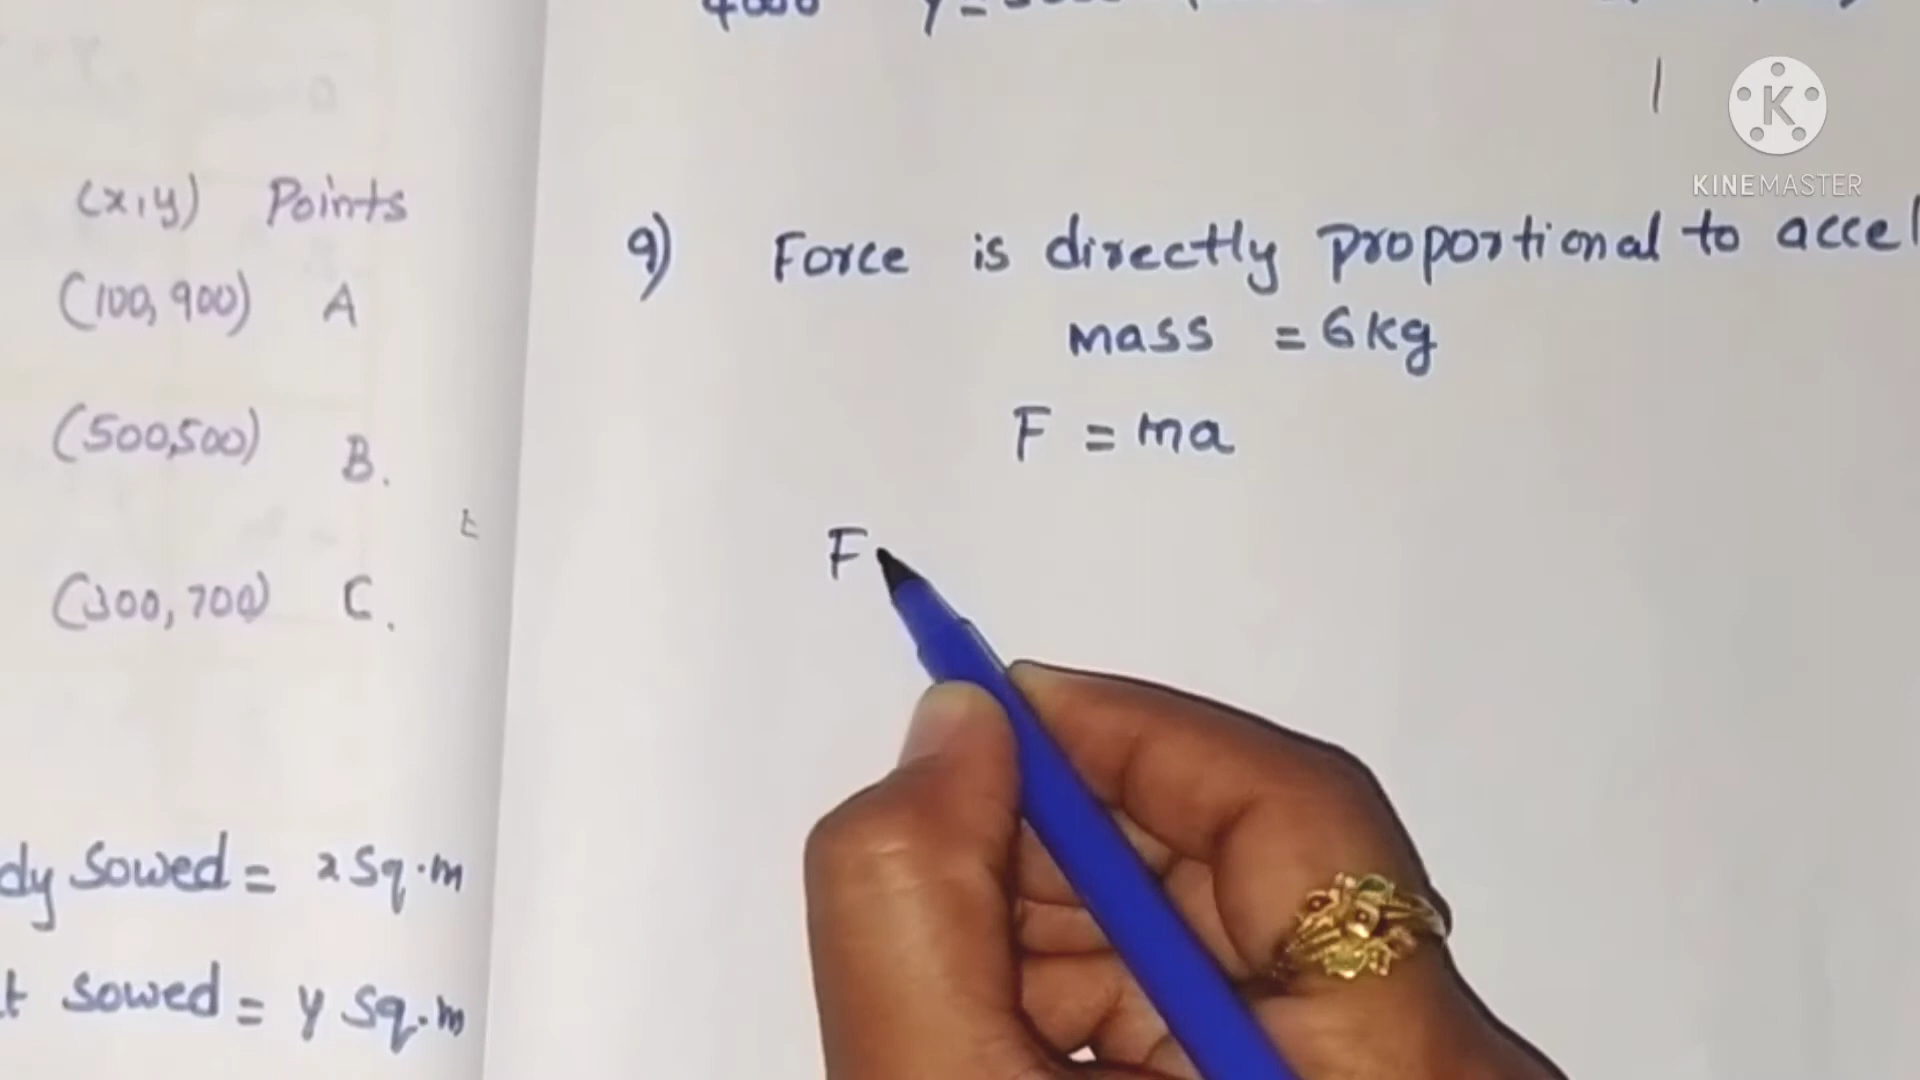 (x,y) Points
(100, 900) A
(500,500) B.
(300, 700) C.
dy sowed = x Sq.m
t sowed = y Sq.m
4000 y =
KINEMASTER
9) Force is directly proportional to accel
mass = 6kg
F = ma
F